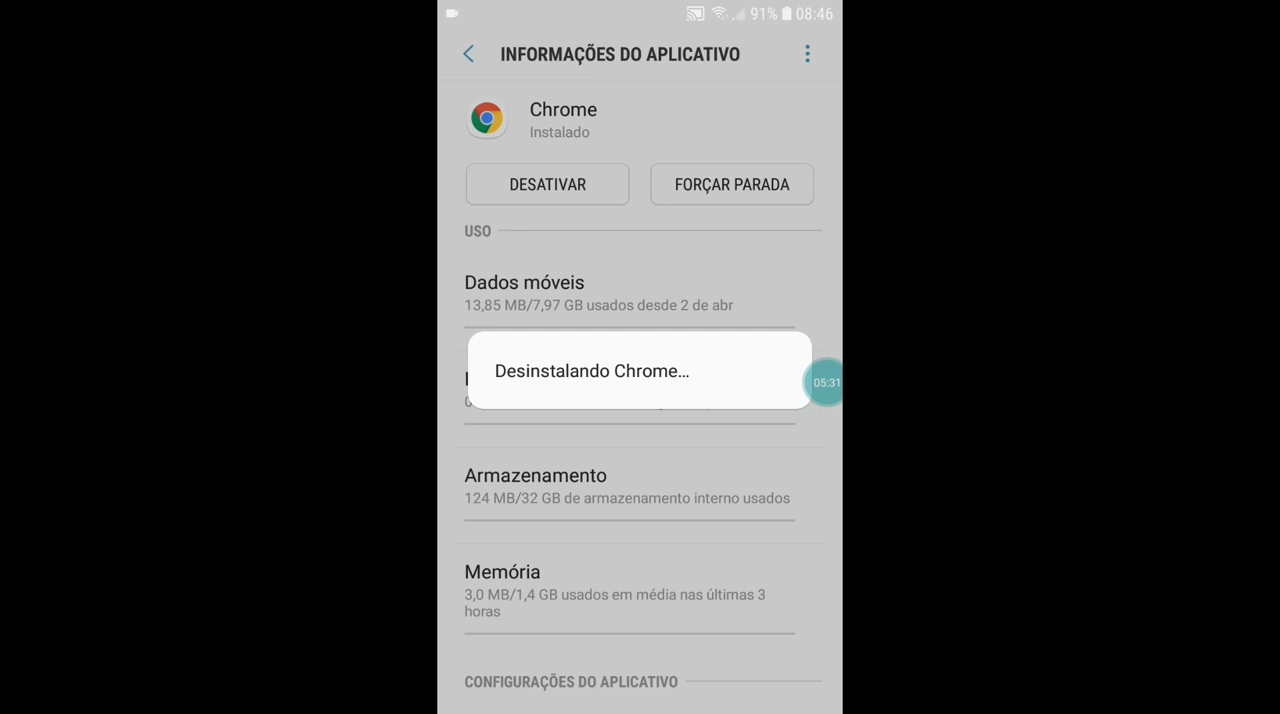 91% 08:46
INFORMAÇÕES DO APLICATIVO
Chrome
Instalado
DESATIVAR
FORÇAR PARADA
USO
Dados móveis
13,85 MB/7,97 GB usados desde 2 de abr
Desinstalando Chrome...
05:31
Armazenamento
124 MB/32 GB de armazenamento interno usados
Memória
3,0 MB/1,4 GB usados em média nas últimas 3
horas
CONFIGURAÇÕES DO APLICATIVO